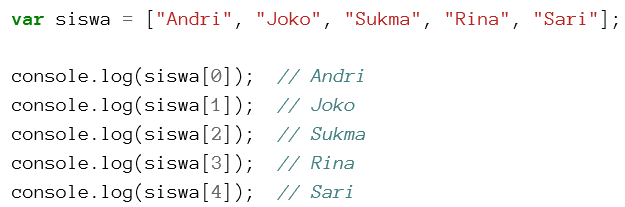 var siswa = ["Andri", "Joko", "Sukma", "Rina", "Sari"];
console.log(siswa[0]);  // Andri
console.log(siswa[1]);  // Joko
console.log(siswa[2]);  // Sukma
console.log(siswa[3]);  // Rina
console.log(siswa[4]);  // Sari